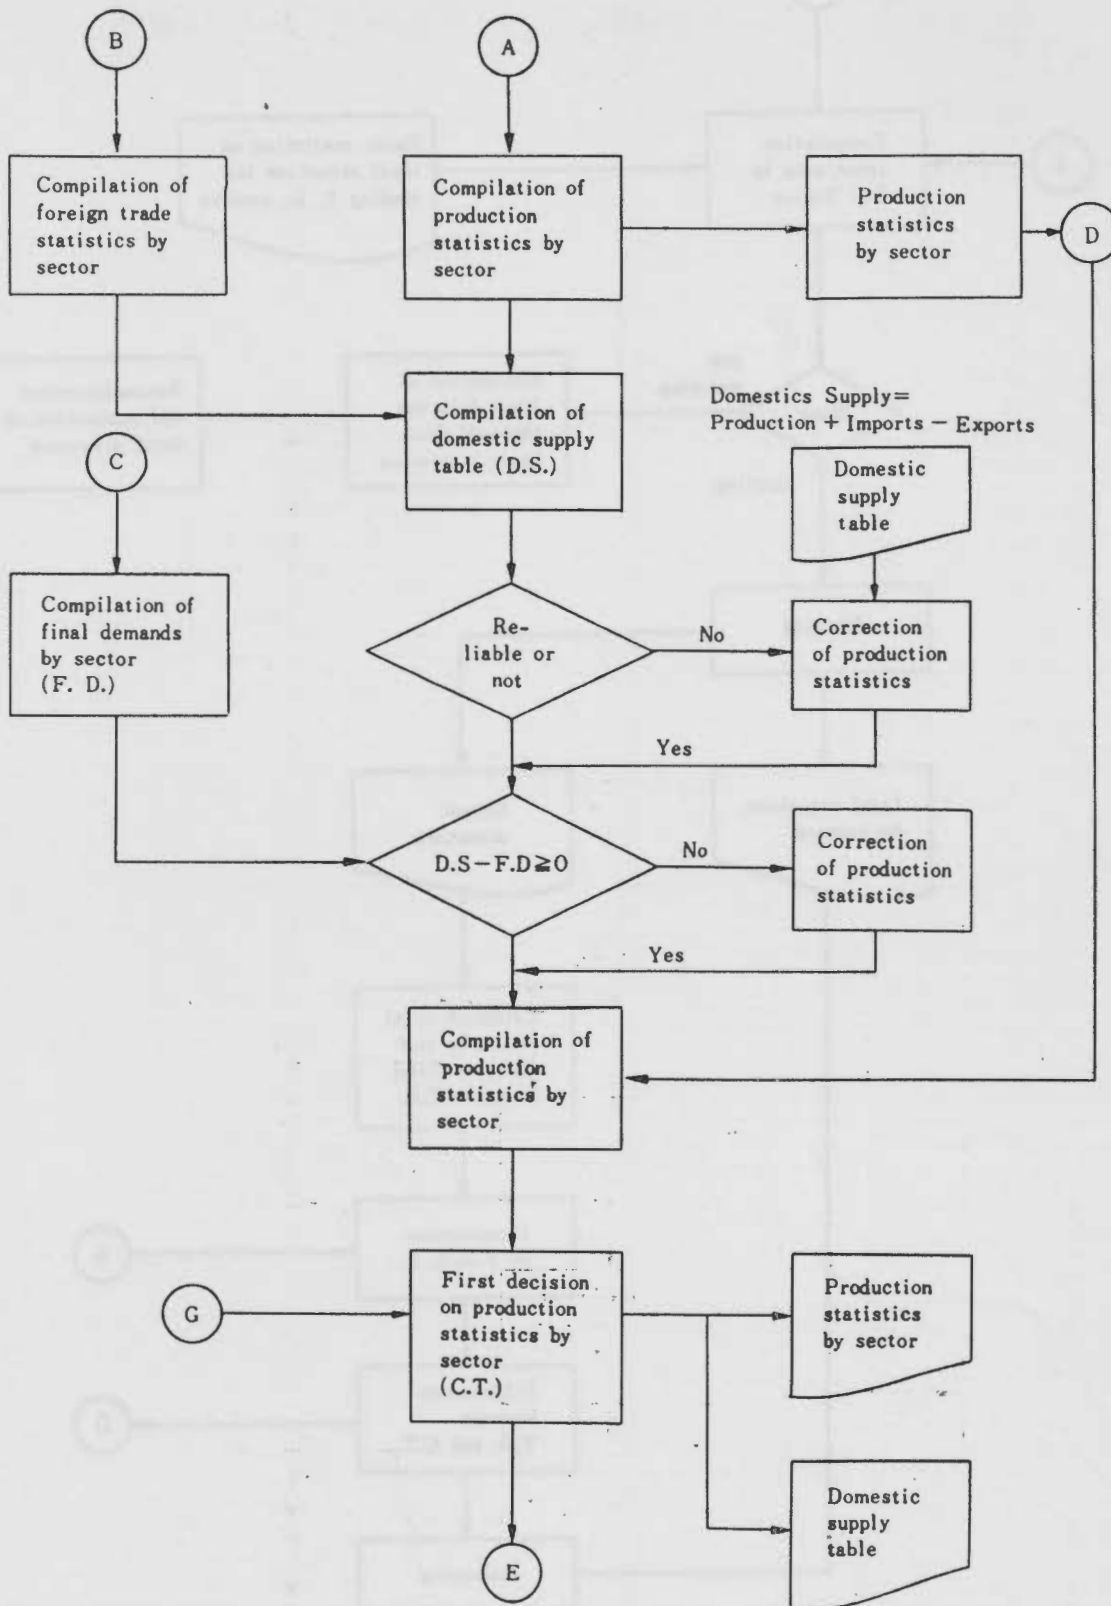 B
A
Compilation of
foreign trade
statistics by
sector
Compilation of
production
statistics by
sector
Production
statistics
by sector
D
Domestics Supply=
Production + Imports − Exports
Compilation of
domestic supply
table (D.S.)
Domestic
supply
table
C
Compilation of
final demands
by sector
(F. D.)
Re-
liable or
not
No
Correction
of production
statistics
Yes
D.S−F.D≧0
No
Correction
of production
statistics
Yes
Compilation of
production
statistics by
sector
G
First decision
on production
statistics by
sector
(C.T.)
Production
statistics
by sector
Domestic
supply
table
E